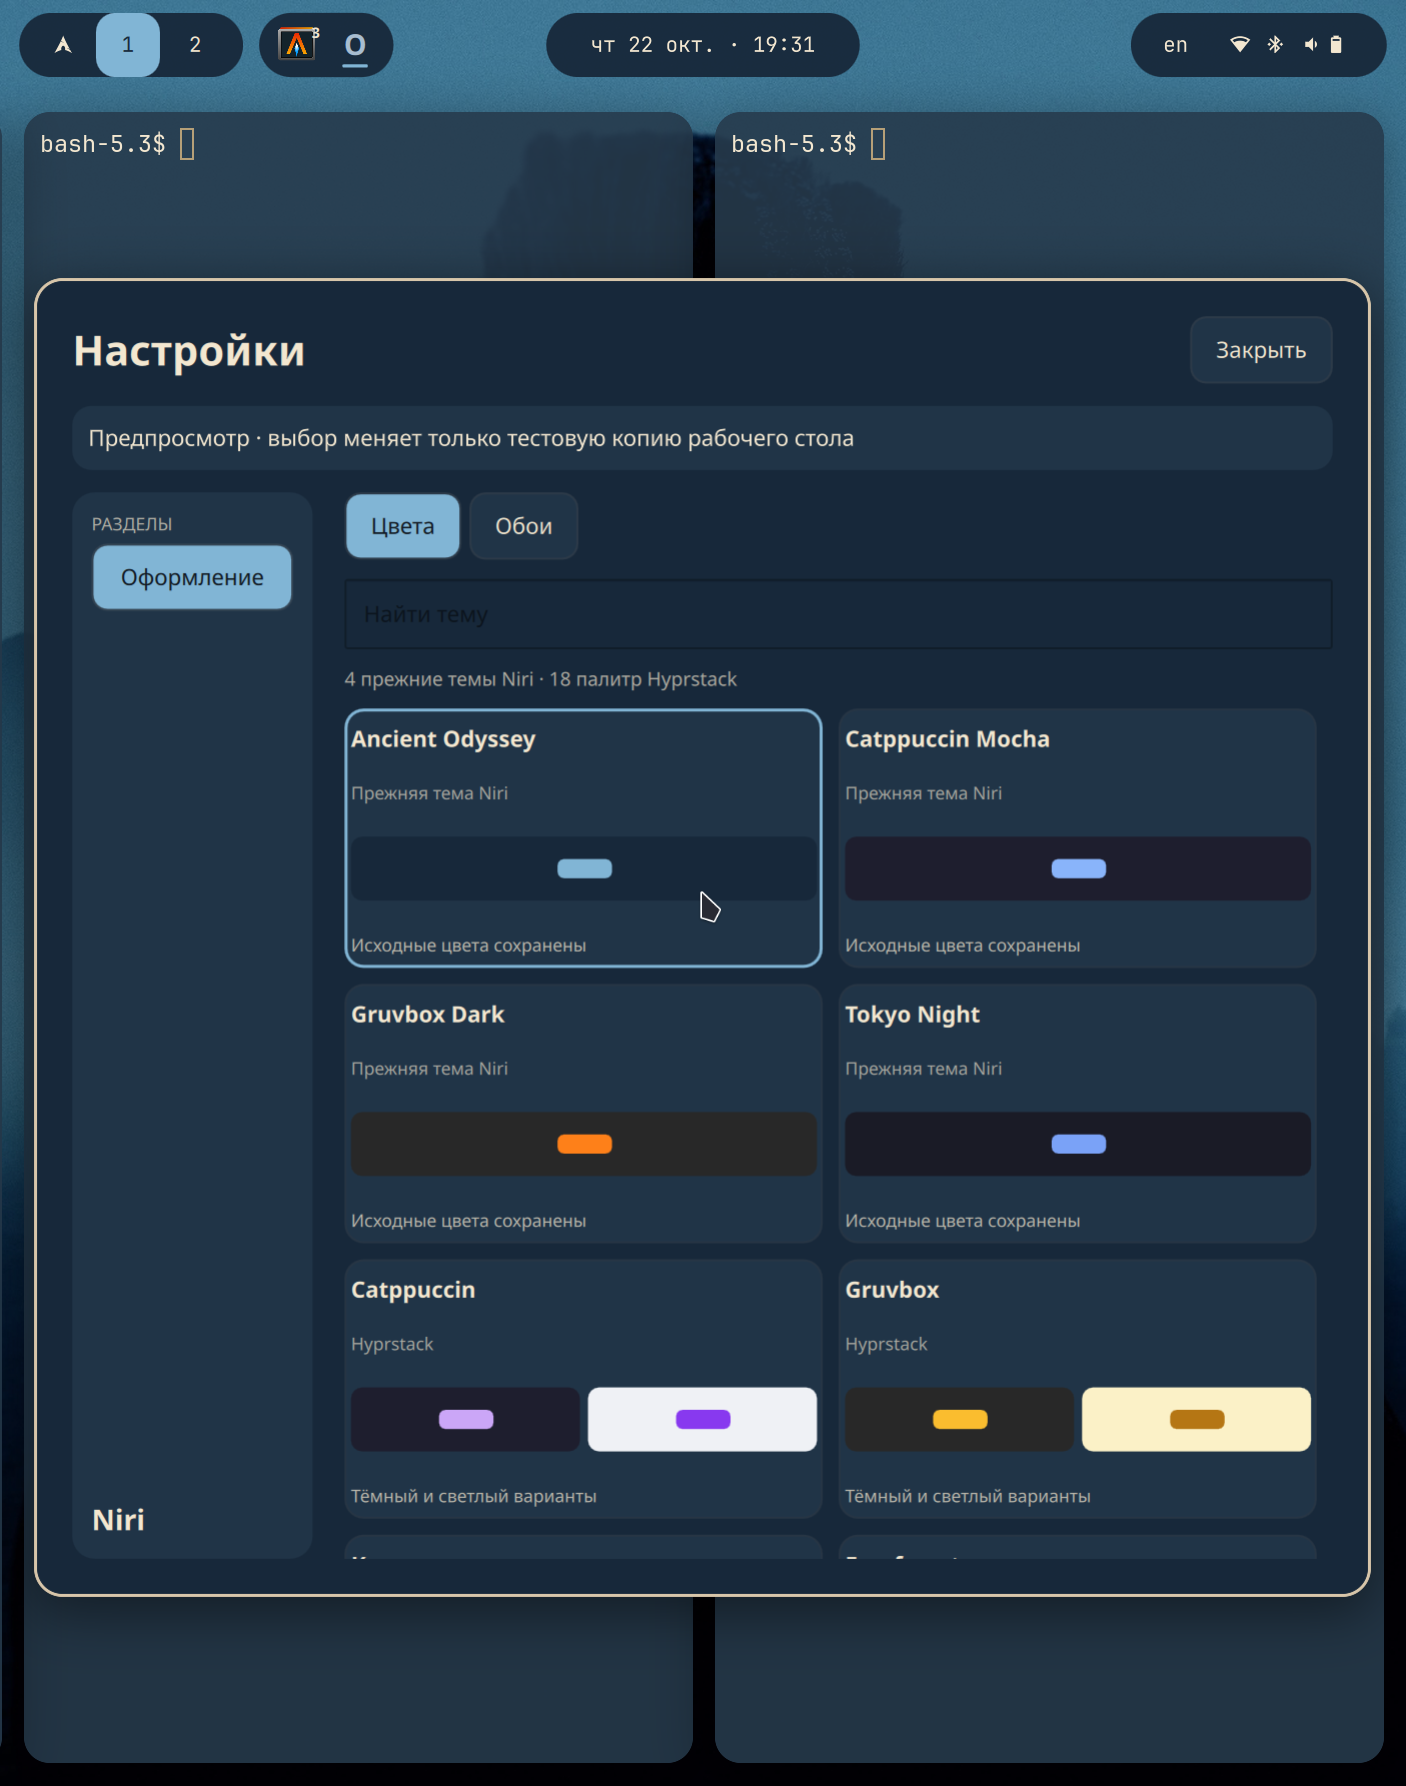 1 2 3 O чт 22 окт. · 19:31 en
bash-5.3$ bash-5.3$
Настройки Закрыть
Предпросмотр · выбор меняет только тестовую копию рабочего стола
РАЗДЕЛЫ
Оформление
Niri
Цвета Обои
Найти тему
4 прежние темы Niri · 18 палитр Hyprstack
Ancient Odyssey
Прежняя тема Niri
Исходные цвета сохранены
Catppuccin Mocha
Прежняя тема Niri
Исходные цвета сохранены
Gruvbox Dark
Прежняя тема Niri
Исходные цвета сохранены
Tokyo Night
Прежняя тема Niri
Исходные цвета сохранены
Catppuccin
Hyprstack
Тёмный и светлый варианты
Gruvbox
Hyprstack
Тёмный и светлый варианты